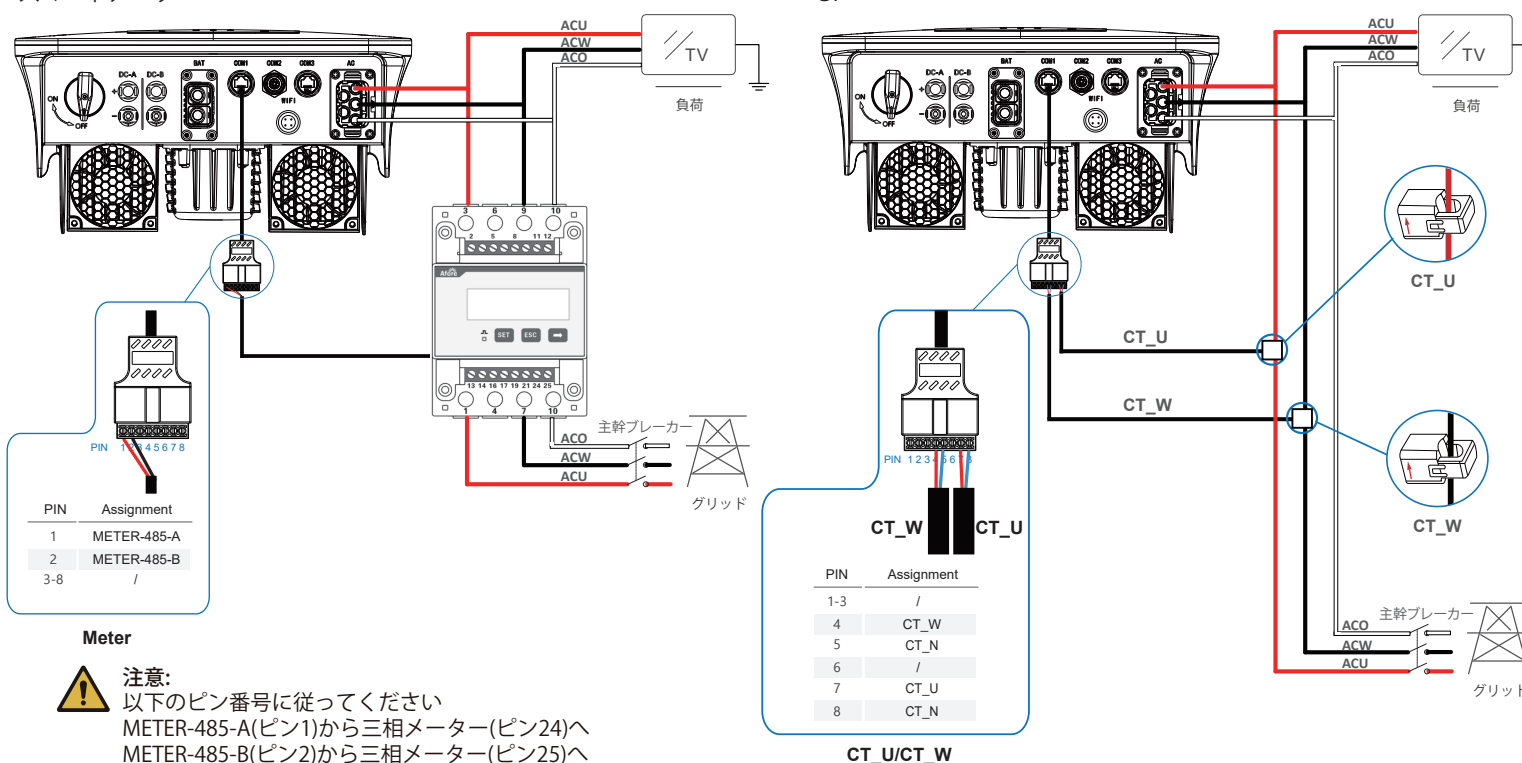 ACU
ACW
ACO
TV
負荷
ON
OFF
DC-A
DC-B
BAT
COM1
COM2
COM3
WIFI
AC
3 6 9 10
2 5 8 11 12
Afore
SET
ESC
13 14 16 17 19 21 24 25
1 4 7 10
主幹ブレーカー
ACO
ACW
ACU
グリッド
PIN 1 2 3 4 5 6 7 8
PIN Assignment
1 METER-485-A
2 METER-485-B
3-8 /
Meter
注意:
以下のピン番号に従ってください
METER-485-A(ピン1)から三相メーター(ピン24)へ
METER-485-B(ピン2)から三相メーター(ピン25)へ
ACU
ACW
ACO
TV
負荷
ON
OFF
DC-A
DC-B
BAT
COM1
COM2
COM3
WIFI
AC
CT_U
CT_U
CT_W
CT_W
PIN 1 2 3 4 5 6 7 8
CT_W
CT_U
PIN Assignment
1-3 /
4 CT_W
5 CT_N
6 /
7 CT_U
8 CT_N
CT_U/CT_W
主幹ブレーカー
ACO
ACW
ACU
グリッド